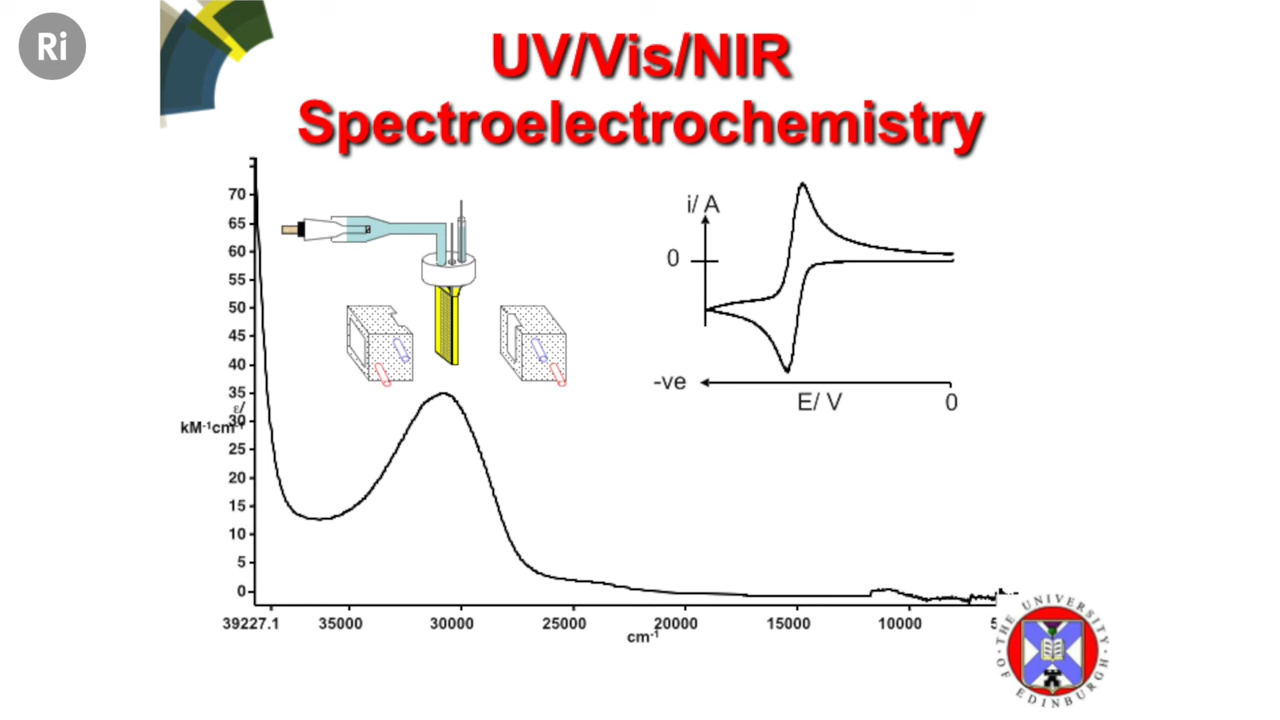 Ri
UV/Vis/NIR
Spectroelectrochemistry
70
65
60
55
50
45
40
35
ε/
30
kM⁻¹cm⁻¹
25
20
15
10
5
0
39227.1 35000 30000 25000 20000 15000 10000 5
cm⁻¹
i/ A
0
-ve
E/ V 0
THE UNIVERSITY
OF EDINBURGH